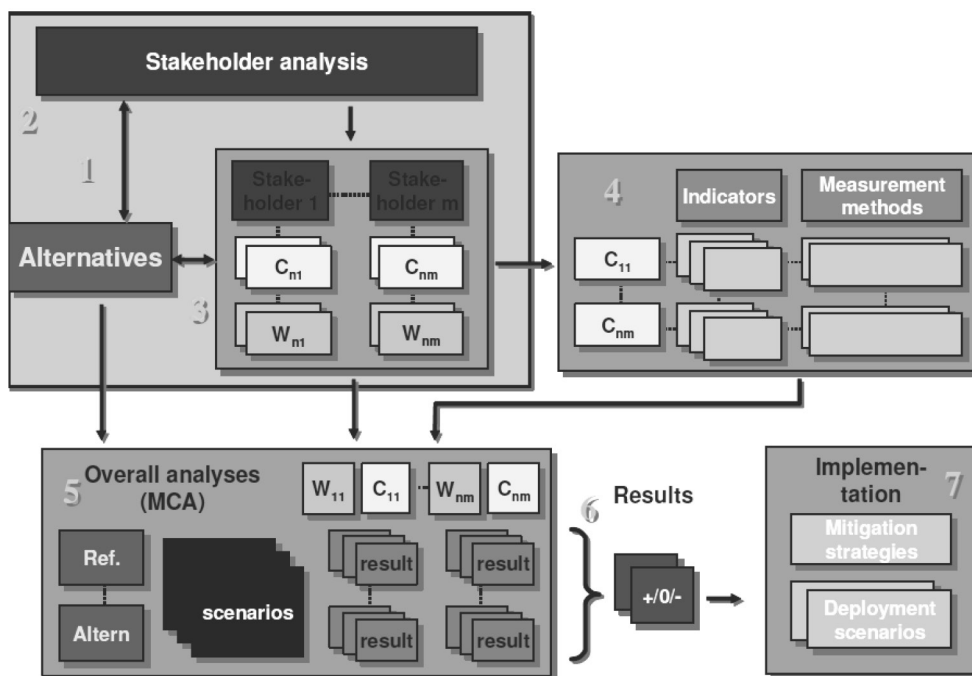 Stakeholder analysis
2
1
Stake-
holder 1
Stake-
holder m
Alternatives
Cn1
Cnm
3
Wn1
Wnm
4
Indicators
Measurement
methods
C11
Cnm
5
Overall analyses
(MCA)
W11
C11
Wnm
Cnm
Ref.
Altern
scenarios
result
result
result
result
6
Results
+/0/-
Implemen-
tation
7
Mitigation
strategies
Deployment
scenarios